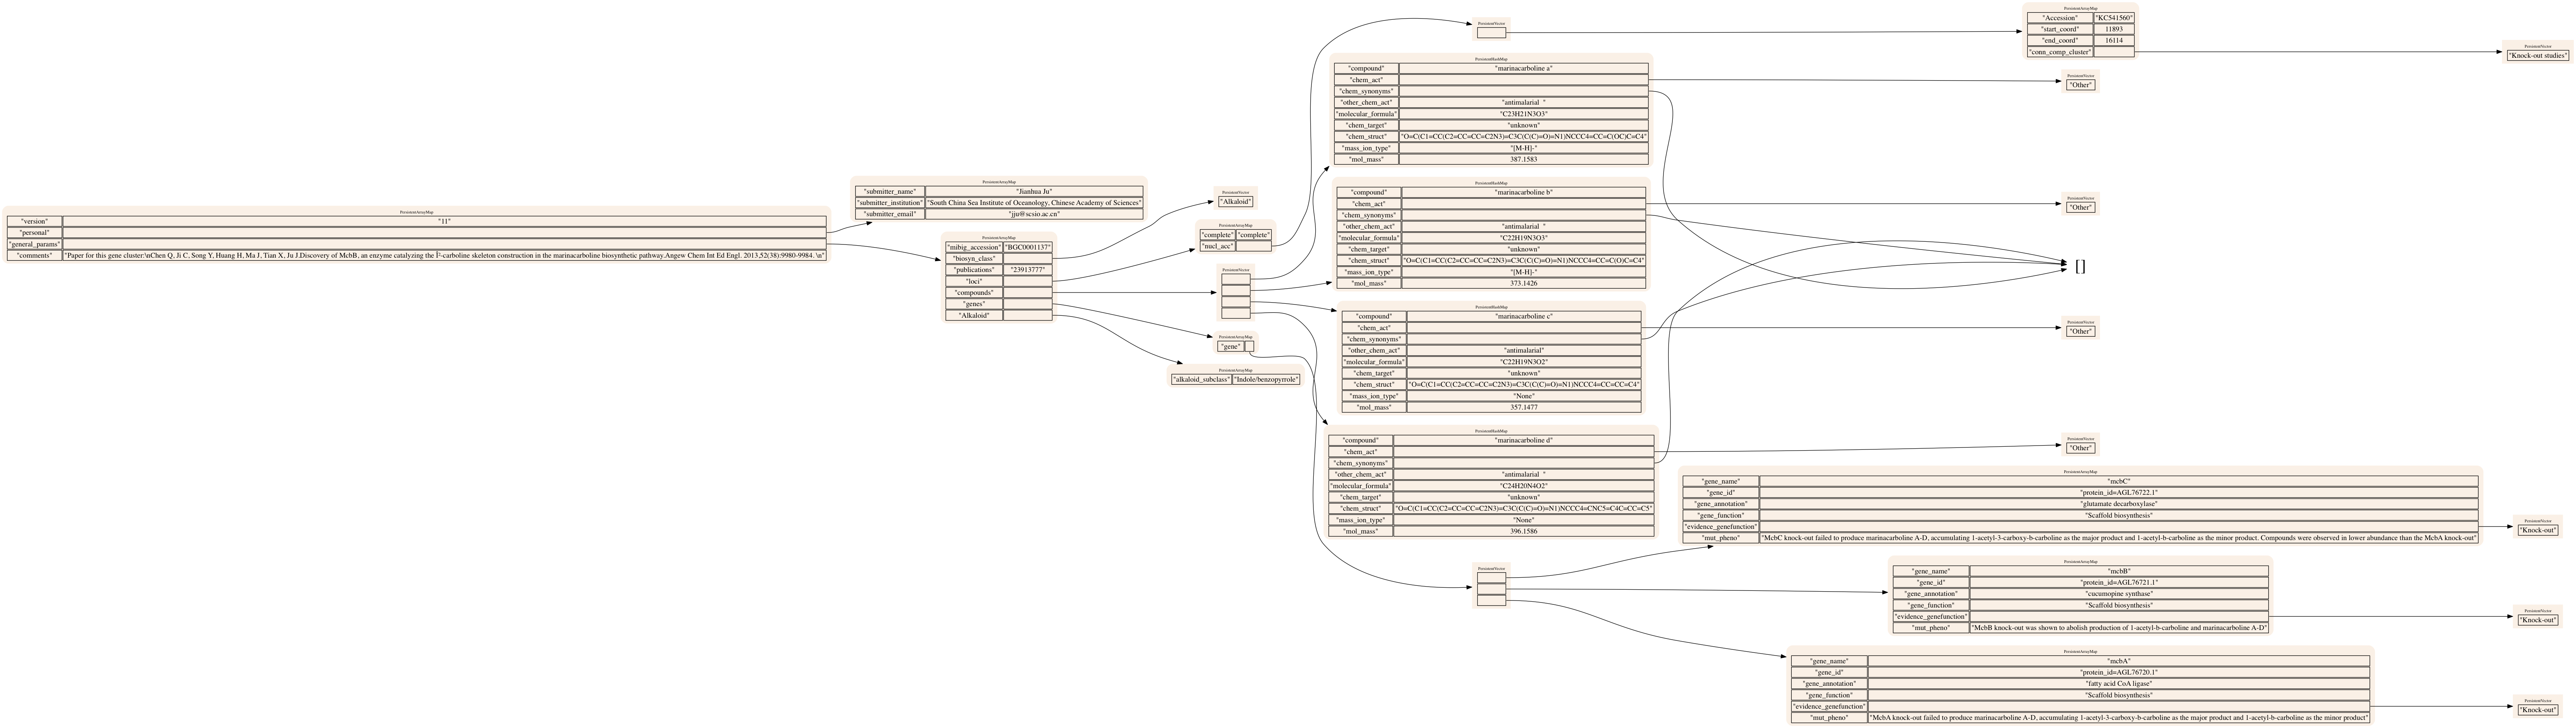 PersistentArrayMap
"version" "11"
"personal"
"general_params"
"comments" "Paper for this gene cluster:\nChen Q, Ji C, Song Y, Huang H, Ma J, Tian X, Ju J.Discovery of McbB, an enzyme catalyzing the β-carboline skeleton construction in the marinacarboline biosynthetic pathway.Angew Chem Int Ed Engl. 2013,52(38):9980-9984. \n"
PersistentArrayMap
"submitter_name" "Jianhua Ju"
"submitter_institution" "South China Sea Institute of Oceanology, Chinese Academy of Sciences"
"submitter_email" "jju@scsio.ac.cn"
PersistentArrayMap
"mibig_accession" "BGC0001137"
"biosyn_class"
"publications" "23913777"
"loci"
"compounds"
"genes"
"Alkaloid"
PersistentVector
"Alkaloid"
PersistentArrayMap
"complete" "complete"
"nucl_acc"
PersistentVector
PersistentArrayMap
"gene"
PersistentArrayMap
"alkaloid_subclass" "Indole/benzopyrrole"
PersistentVector
PersistentArrayMap
"Accession" "KC541560"
"start_coord" 11893
"end_coord" 16114
"conn_comp_cluster"
PersistentVector
"Knock-out studies"
PersistentHashMap
"compound" "marinacarboline a"
"chem_act"
"chem_synonyms"
"other_chem_act" "antimalarial  "
"molecular_formula" "C23H21N3O3"
"chem_target" "unknown"
"chem_struct" "O=C(C1=CC(C2=CC=CC=C2N3)=C3C(C(C)=O)=N1)NCCC4=CC=C(OC)C=C4"
"mass_ion_type" "[M-H]-"
"mol_mass" 387.1583
PersistentVector
"Other"
PersistentHashMap
"compound" "marinacarboline b"
"chem_act"
"chem_synonyms"
"other_chem_act" "antimalarial  "
"molecular_formula" "C22H19N3O3"
"chem_target" "unknown"
"chem_struct" "O=C(C1=CC(C2=CC=CC=C2N3)=C3C(C(C)=O)=N1)NCCC4=CC=C(O)C=C4"
"mass_ion_type" "[M-H]-"
"mol_mass" 373.1426
PersistentVector
"Other"
[]
PersistentHashMap
"compound" "marinacarboline c"
"chem_act"
"chem_synonyms"
"other_chem_act" "antimalarial"
"molecular_formula" "C22H19N3O2"
"chem_target" "unknown"
"chem_struct" "O=C(C1=CC(C2=CC=CC=C2N3)=C3C(C(C)=O)=N1)NCCC4=CC=CC=C4"
"mass_ion_type" "None"
"mol_mass" 357.1477
PersistentVector
"Other"
PersistentHashMap
"compound" "marinacarboline d"
"chem_act"
"chem_synonyms"
"other_chem_act" "antimalarial  "
"molecular_formula" "C24H20N4O2"
"chem_target" "unknown"
"chem_struct" "O=C(C1=CC(C2=CC=CC=C2N3)=C3C(C(C)=O)=N1)NCCC4=CNC5=C4C=CC=C5"
"mass_ion_type" "None"
"mol_mass" 396.1586
PersistentVector
"Other"
PersistentVector
PersistentArrayMap
"gene_name" "mcbC"
"gene_id" "protein_id=AGL76722.1"
"gene_annotation" "glutamate decarboxylase"
"gene_function" "Scaffold biosynthesis"
"evidence_genefunction"
"mut_pheno" "McbC knock-out failed to produce marinacarboline A-D, accumulating 1-acetyl-3-carboxy-b-carboline as the major product and 1-acetyl-b-carboline as the minor product. Compounds were observed in lower abundance than the McbA knock-out"
PersistentVector
"Knock-out"
PersistentArrayMap
"gene_name" "mcbB"
"gene_id" "protein_id=AGL76721.1"
"gene_annotation" "cucumopine synthase"
"gene_function" "Scaffold biosynthesis"
"evidence_genefunction"
"mut_pheno" "McbB knock-out was shown to abolish production of 1-acetyl-b-carboline and marinacarboline A-D"
PersistentVector
"Knock-out"
PersistentArrayMap
"gene_name" "mcbA"
"gene_id" "protein_id=AGL76720.1"
"gene_annotation" "fatty acid CoA ligase"
"gene_function" "Scaffold biosynthesis"
"evidence_genefunction"
"mut_pheno" "McbA knock-out failed to produce marinacarboline A-D, accumulating 1-acetyl-3-carboxy-b-carboline as the major product and 1-acetyl-b-carboline as the minor product"
PersistentVector
"Knock-out"